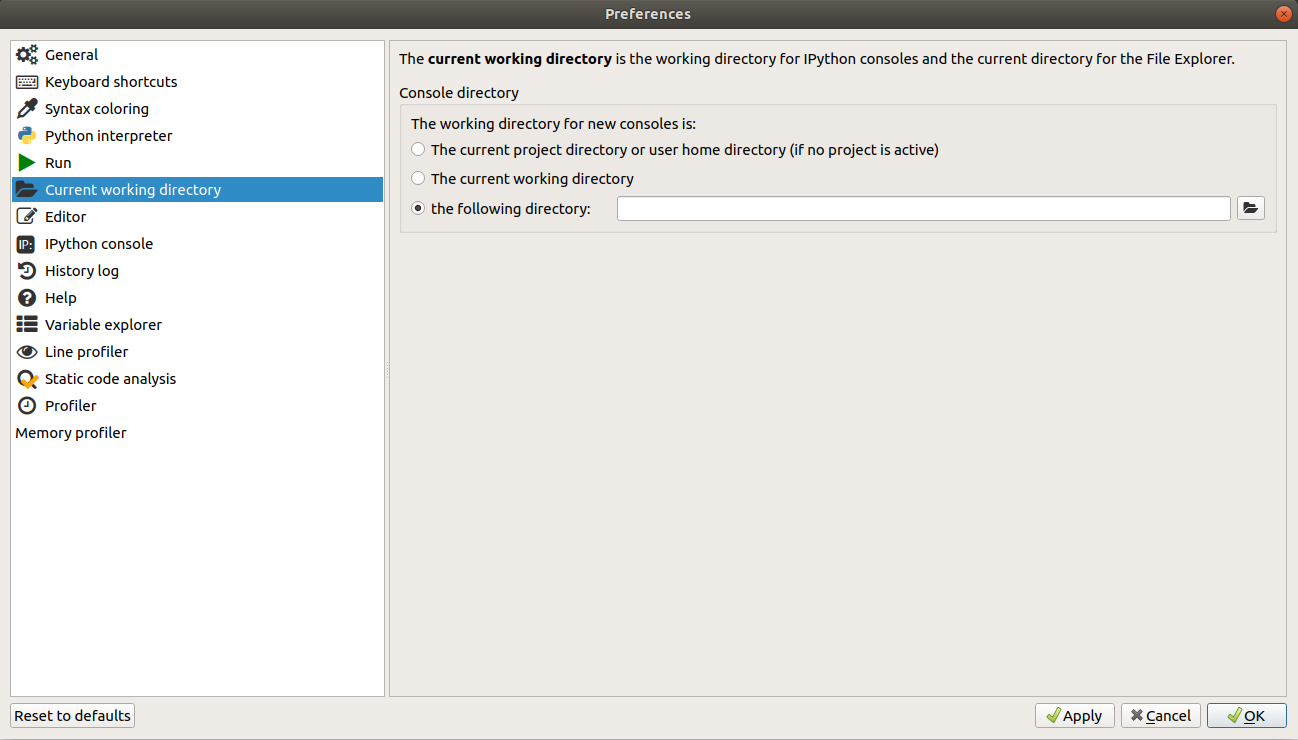 Preferences
General
Keyboard shortcuts
Syntax coloring
Python interpreter
Run
Current working directory
Editor
IP: IPython console
History log
Help
Variable explorer
Line profiler
Static code analysis
Profiler
Memory profiler
The current working directory is the working directory for IPython consoles and the current directory for the File Explorer.
Console directory
The working directory for new consoles is:
The current project directory or user home directory (if no project is active)
The current working directory
the following directory:
Reset to defaults
Apply
Cancel
OK